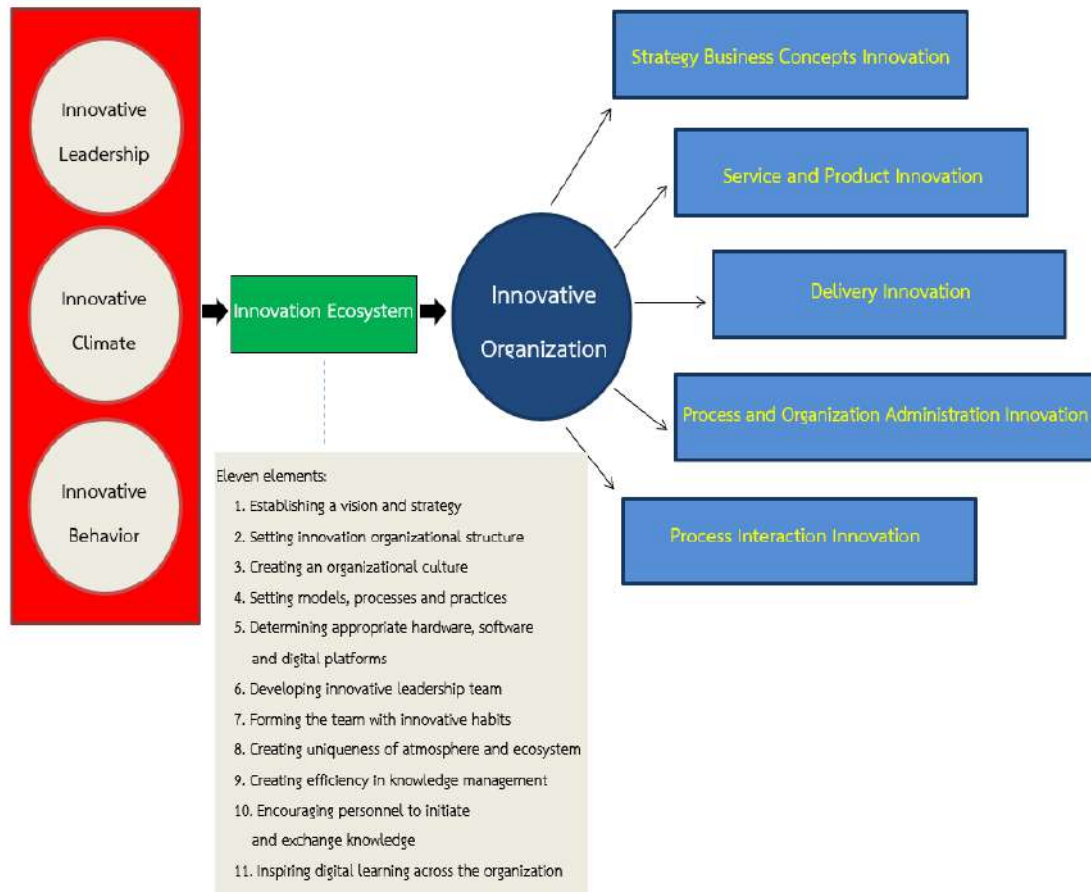 Innovative
Leadership
Innovative
Climate
Innovative
Behavior
Innovation Ecosystem
Innovative
Organization
Strategy Business Concepts Innovation
Service and Product Innovation
Delivery Innovation
Process and Organization Administration Innovation
Process Interaction Innovation
Eleven elements:
1. Establishing a vision and strategy
2. Setting innovation organizational structure
3. Creating an organizational culture
4. Setting models, processes and practices
5. Determining appropriate hardware, software
and digital platforms
6. Developing innovative leadership team
7. Forming the team with innovative habits
8. Creating uniqueness of atmosphere and ecosystem
9. Creating efficiency in knowledge management
10. Encouraging personnel to initiate
and exchange knowledge
11. Inspiring digital learning across the organization